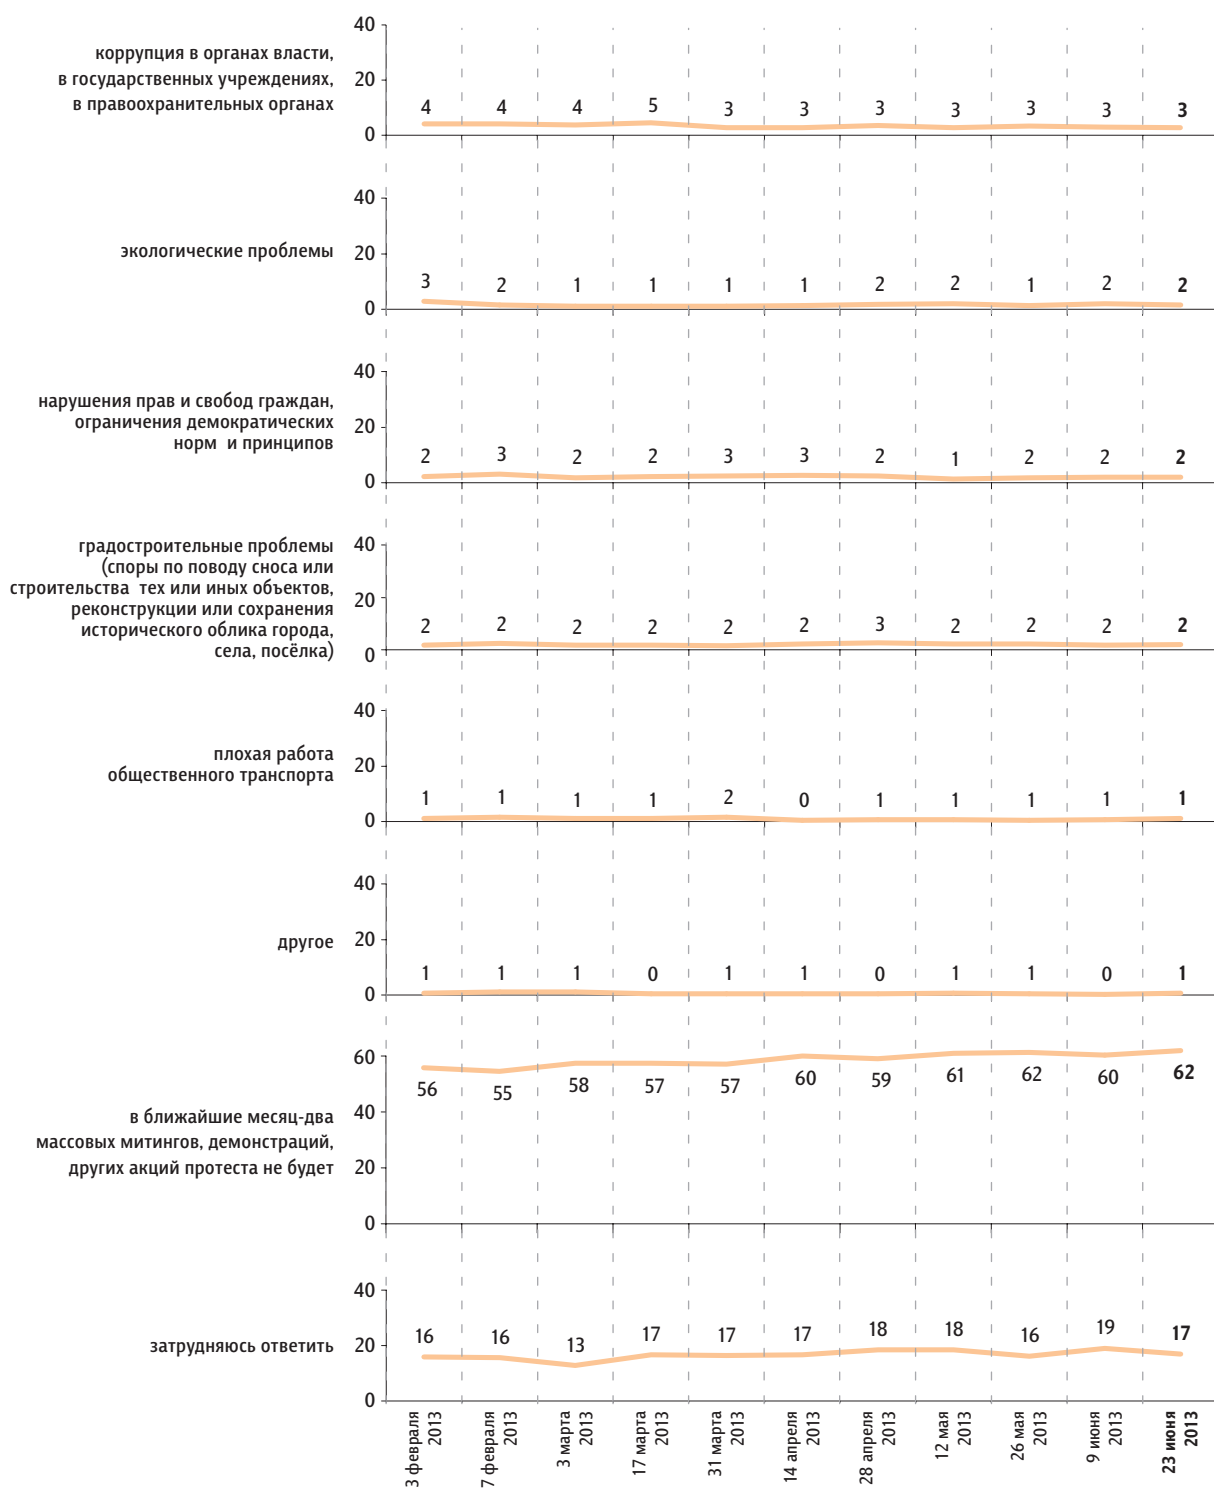 40
коррупция в органах власти,
в государственных учреждениях,
в правоохранительных органах
20
4 4 4 5 3 3 3 3 3 3 3
0
40
экологические проблемы
20
3 2 1 1 1 1 2 2 1 2 2
0
40
нарушения прав и свобод граждан,
ограничения демократических
норм и принципов
20
2 3 2 2 3 3 2 1 2 2 2
0
40
градостроительные проблемы
(споры по поводу сноса или
строительства тех или иных объектов,
реконструкции или сохранения
исторического облика города,
села, посёлка)
20
2 2 2 2 2 2 3 2 2 2 2
0
40
плохая работа
общественного транспорта
20
1 1 1 1 2 0 1 1 1 1 1
0
40
другое
20
1 1 1 0 1 1 0 1 1 0 1
0
60
56 55 58 57 57 60 59 61 62 60 62
40
в ближайшие месяц-два
массовых митингов, демонстраций,
других акций протеста не будет
20
0
40
затрудняюсь ответить
20
16 16 13 17 17 17 18 18 16 19 17
0
3 февраля
2013
7 февраля
2013
3 марта
2013
17 марта
2013
31 марта
2013
14 апреля
2013
28 апреля
2013
12 мая
2013
26 мая
2013
9 июня
2013
23 июня
2013